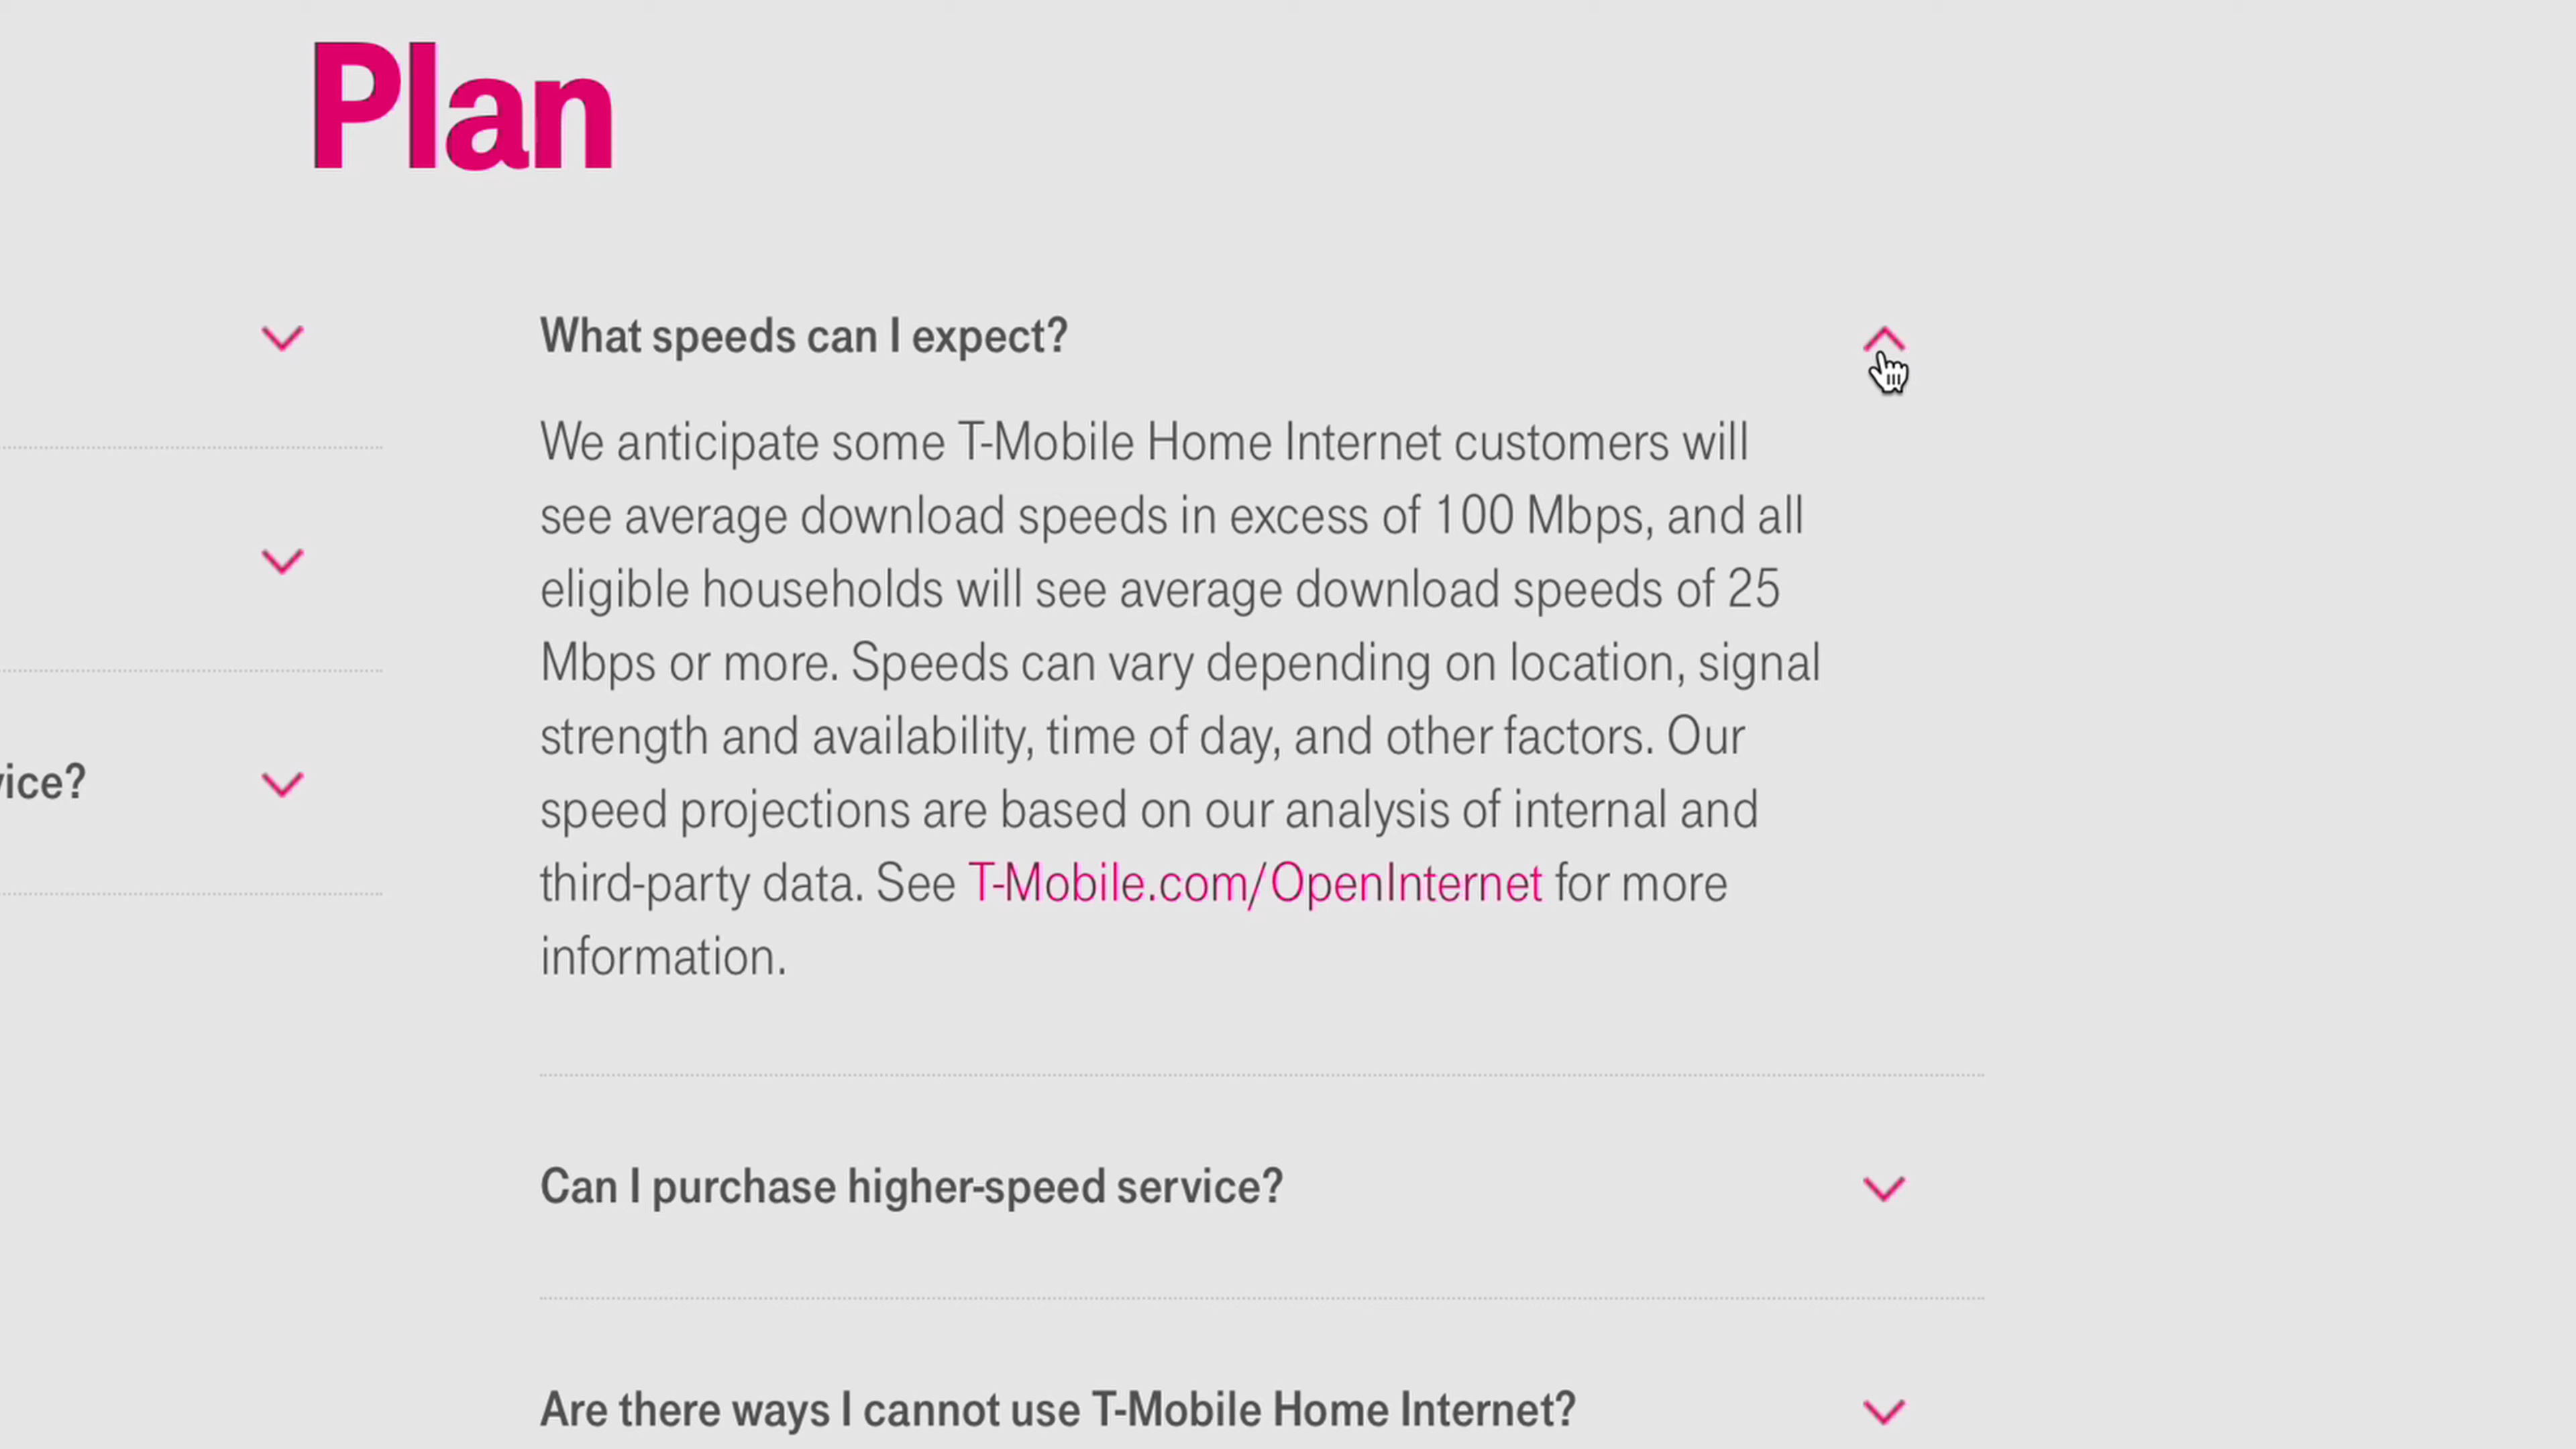 Plan
What speeds can I expect?
We anticipate some T-Mobile Home Internet customers will
see average download speeds in excess of 100 Mbps, and all
eligible households will see average download speeds of 25
Mbps or more. Speeds can vary depending on location, signal
strength and availability, time of day, and other factors. Our
speed projections are based on our analysis of internal and
third-party data. See T-Mobile.com/OpenInternet for more
information.
vice?
Can I purchase higher-speed service?
Are there ways I cannot use T-Mobile Home Internet?